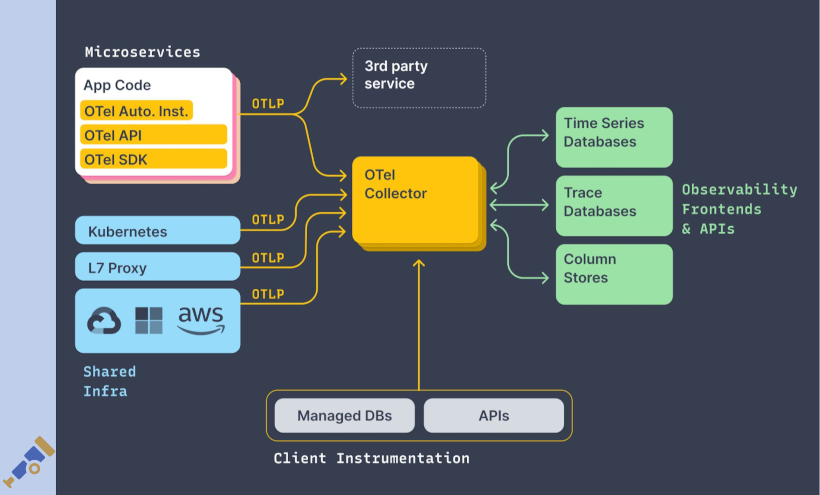 Microservices
App Code
OTel Auto. Inst.
OTel API
OTel SDK
OTLP
3rd party
service
OTel
Collector
Time Series
Databases
Trace
Databases
Column
Stores
Observability
Frontends
& APIs
Kubernetes
OTLP
L7 Proxy
OTLP
OTLP
aws
Shared
Infra
Managed DBs
APIs
Client Instrumentation